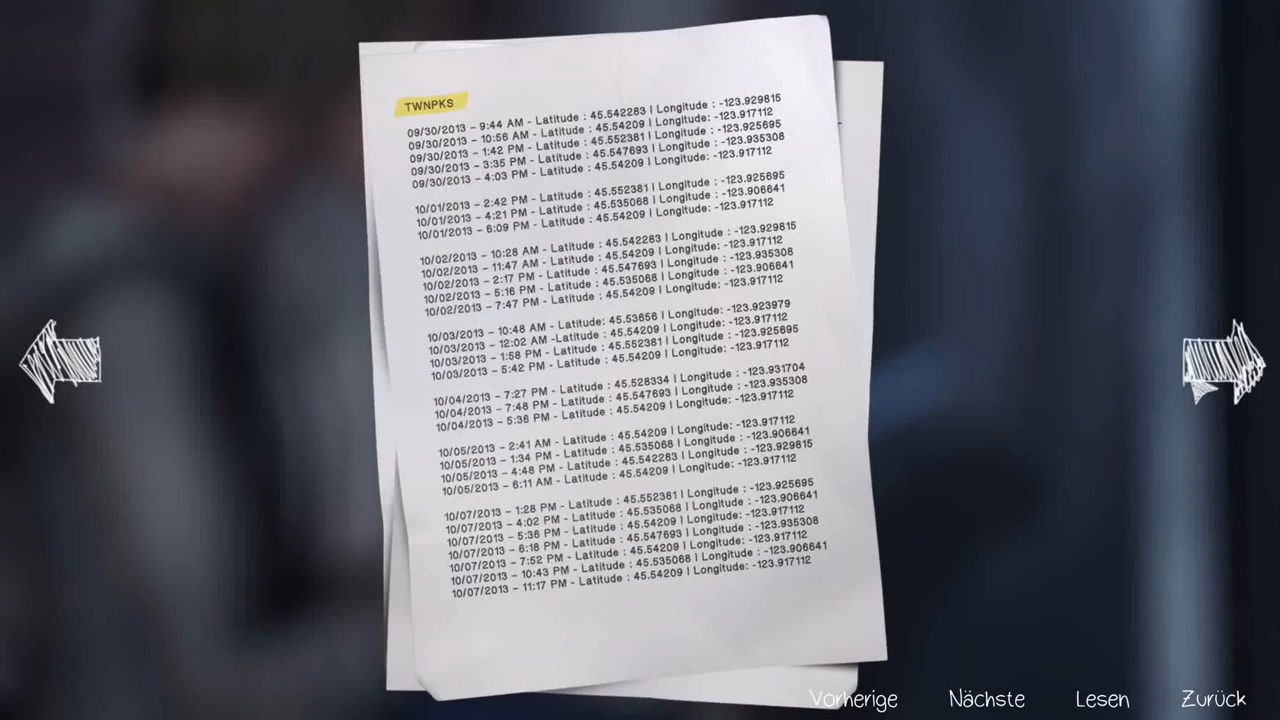 TWNPKS
09/30/2013 - 9:44 AM - Latitude : 45.542283 | Longitude : -123.929815
09/30/2013 - 10:56 AM - Latitude : 45.54209 | Longitude: -123.917112
09/30/2013 - 1:42 PM - Latitude : 45.552381 | Longitude : -123.925695
09/30/2013 - 3:35 PM - Latitude : 45.547693 | Longitude : -123.935308
09/30/2013 - 4:03 PM - Latitude : 45.54209 | Longitude: -123.917112
10/01/2013 - 2:42 PM - Latitude : 45.552381 | Longitude : -123.925695
10/01/2013 - 4:21 PM - Latitude : 45.535068 | Longitude : -123.906641
10/01/2013 - 6:09 PM - Latitude : 45.54209 | Longitude: -123.917112
10/02/2013 - 10:28 AM - Latitude : 45.542283 | Longitude : -123.929815
10/02/2013 - 11:47 AM - Latitude : 45.54209 | Longitude: -123.917112
10/02/2013 - 2:17 PM - Latitude : 45.547693 | Longitude : -123.935308
10/02/2013 - 5:16 PM - Latitude : 45.535068 | Longitude : -123.906641
10/02/2013 - 7:47 PM - Latitude : 45.54209 | Longitude: -123.917112
10/03/2013 - 10:48 AM - Latitude: 45.53656 | Longitude : -123.923979
10/03/2013 - 12:02 AM -Latitude : 45.54209 | Longitude: -123.917112
10/03/2013 - 1:58 PM - Latitude : 45.552381 | Longitude : -123.925695
10/03/2013 - 5:42 PM - Latitude : 45.54209 | Longitude: -123.917112
10/04/2013 - 7:27 PM - Latitude : 45.528334 | Longitude : -123.931704
10/04/2013 - 7:48 PM - Latitude : 45.547693 | Longitude : -123.935308
10/04/2013 - 5:36 PM - Latitude : 45.54209 | Longitude: -123.917112
10/05/2013 - 2:41 AM - Latitude : 45.54209 | Longitude: -123.917112
10/05/2013 - 1:34 PM - Latitude : 45.535068 | Longitude : -123.906641
10/05/2013 - 4:48 PM - Latitude : 45.542283 | Longitude : -123.929815
10/05/2013 - 6:11 AM - Latitude : 45.54209 | Longitude: -123.917112
10/07/2013 - 1:28 PM - Latitude : 45.552381 | Longitude : -123.925695
10/07/2013 - 4:02 PM - Latitude : 45.535068 | Longitude : -123.906641
10/07/2013 - 5:36 PM - Latitude : 45.54209 | Longitude: -123.917112
10/07/2013 - 6:18 PM - Latitude : 45.547693 | Longitude : -123.935308
10/07/2013 - 7:52 PM - Latitude : 45.54209 | Longitude: -123.917112
10/07/2013 - 10:43 PM - Latitude : 45.535068 | Longitude : -123.906641
10/07/2013 - 11:17 PM - Latitude : 45.54209 | Longitude: -123.917112
Vorherige Nächste Lesen Zurück